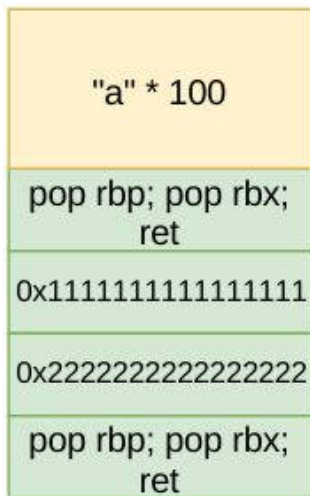 "a" * 100
pop rbp; pop rbx;
ret
0x1111111111111111
0x2222222222222222
pop rbp; pop rbx;
ret